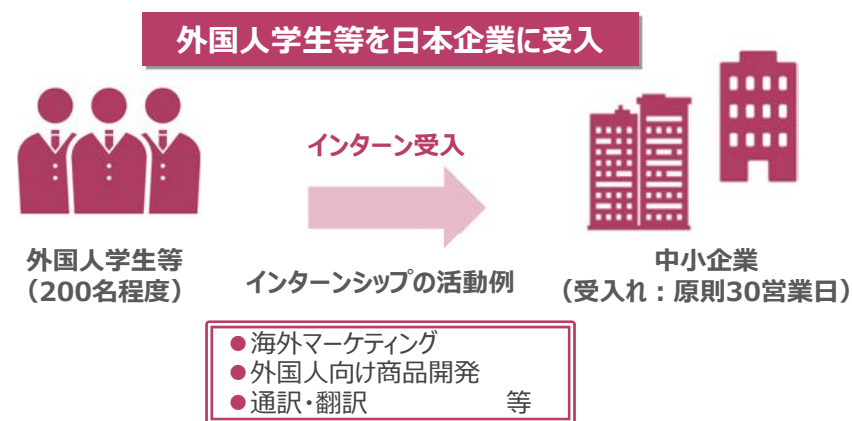 外国人学生等を日本企業に受入
インターン受入
外国人学生等
(200名程度)
インターンシップの活動例
中小企業
(受入れ：原則30営業日)
●海外マーケティング
●外国人向け商品開発
●通訳・翻訳 等